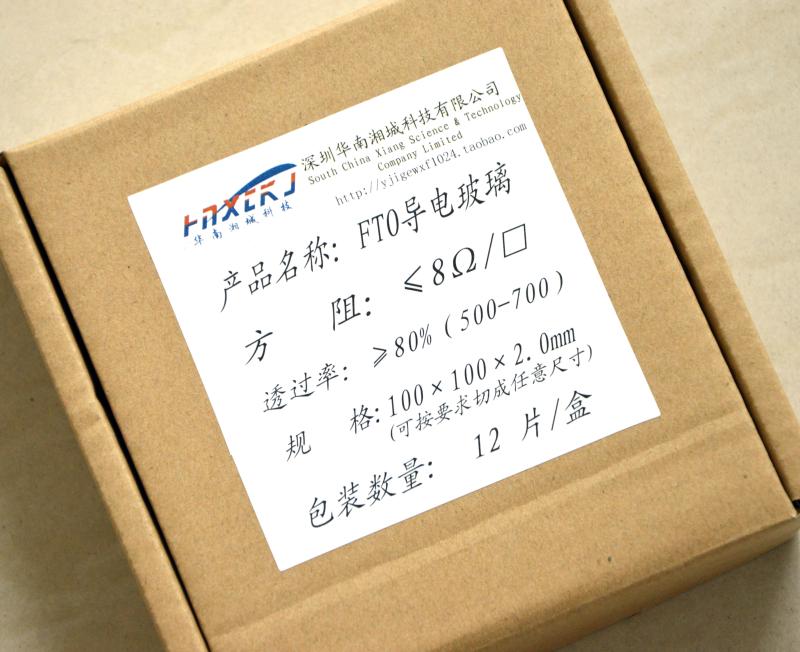 深圳华南湘城科技有限公司
South China Xiang Science & Technology
Company Limited
http://yjigewxf1024.taobao.com
HNXCKJ
华南湘城科技
产品名称: FTO导电玻璃
方 阻: ≤8Ω/□
透过率: ≥80% (500-700)
规 格: 100×100×2.0mm
(可按要求切成任意尺寸)
包装数量: 12 片/盒